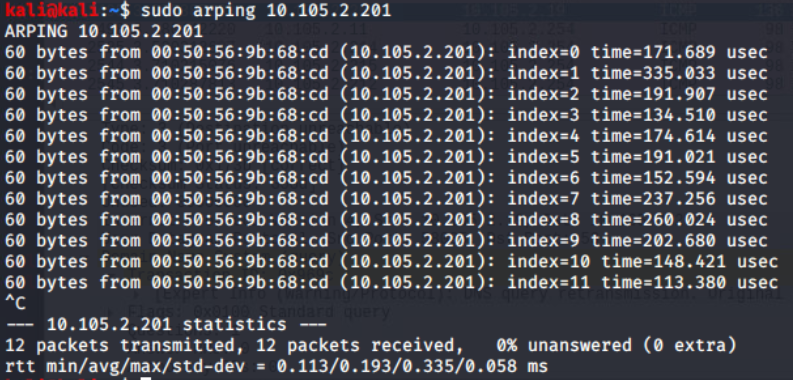 kali@kali:~$ sudo arping 10.105.2.201
ARPING 10.105.2.201
60 bytes from 00:50:56:9b:68:cd (10.105.2.201): index=0 time=171.689 usec
60 bytes from 00:50:56:9b:68:cd (10.105.2.201): index=1 time=335.033 usec
60 bytes from 00:50:56:9b:68:cd (10.105.2.201): index=2 time=191.907 usec
60 bytes from 00:50:56:9b:68:cd (10.105.2.201): index=3 time=134.510 usec
60 bytes from 00:50:56:9b:68:cd (10.105.2.201): index=4 time=174.614 usec
60 bytes from 00:50:56:9b:68:cd (10.105.2.201): index=5 time=191.021 usec
60 bytes from 00:50:56:9b:68:cd (10.105.2.201): index=6 time=152.594 usec
60 bytes from 00:50:56:9b:68:cd (10.105.2.201): index=7 time=237.256 usec
60 bytes from 00:50:56:9b:68:cd (10.105.2.201): index=8 time=260.024 usec
60 bytes from 00:50:56:9b:68:cd (10.105.2.201): index=9 time=202.680 usec
60 bytes from 00:50:56:9b:68:cd (10.105.2.201): index=10 time=148.421 usec
60 bytes from 00:50:56:9b:68:cd (10.105.2.201): index=11 time=113.380 usec
^C
--- 10.105.2.201 statistics ---
12 packets transmitted, 12 packets received,   0% unanswered (0 extra)
rtt min/avg/max/std-dev = 0.113/0.193/0.335/0.058 ms